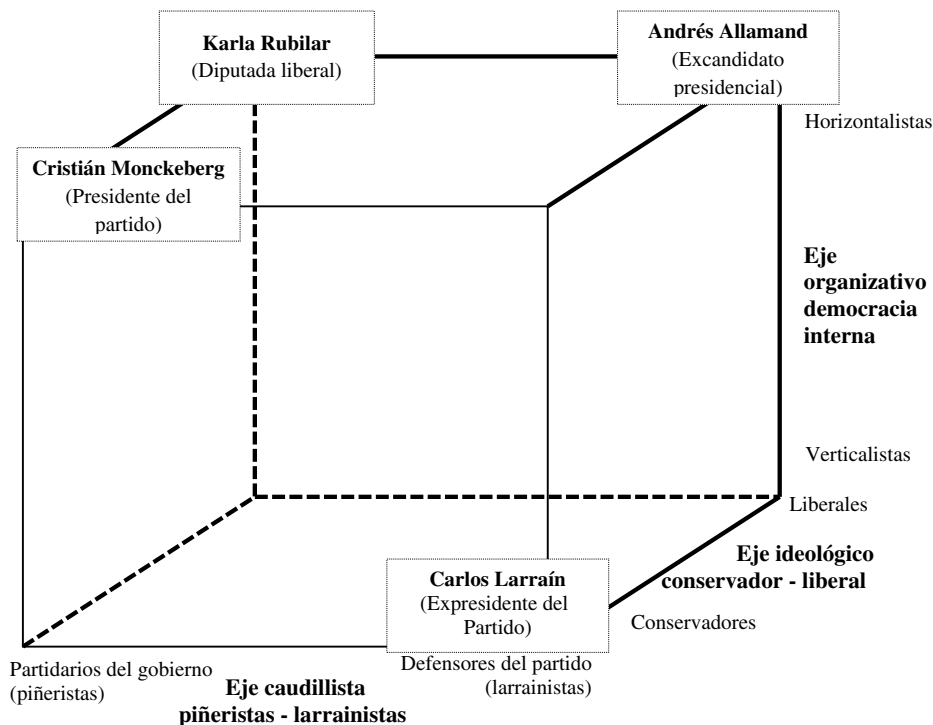 Karla Rubilar
(Diputada liberal)
Andrés Allamand
(Excandidato
presidencial)
Horizontalistas
Cristián Monckeberg
(Presidente del
partido)
Eje
organizativo
democracia
interna
Verticalistas
Liberales
Eje ideológico
conservador - liberal
Carlos Larraín
(Expresidente del
Partido)
Conservadores
Partidarios del gobierno
(piñeristas)
Defensores del partido
(larrainistas)
Eje caudillista
piñeristas - larrainistas